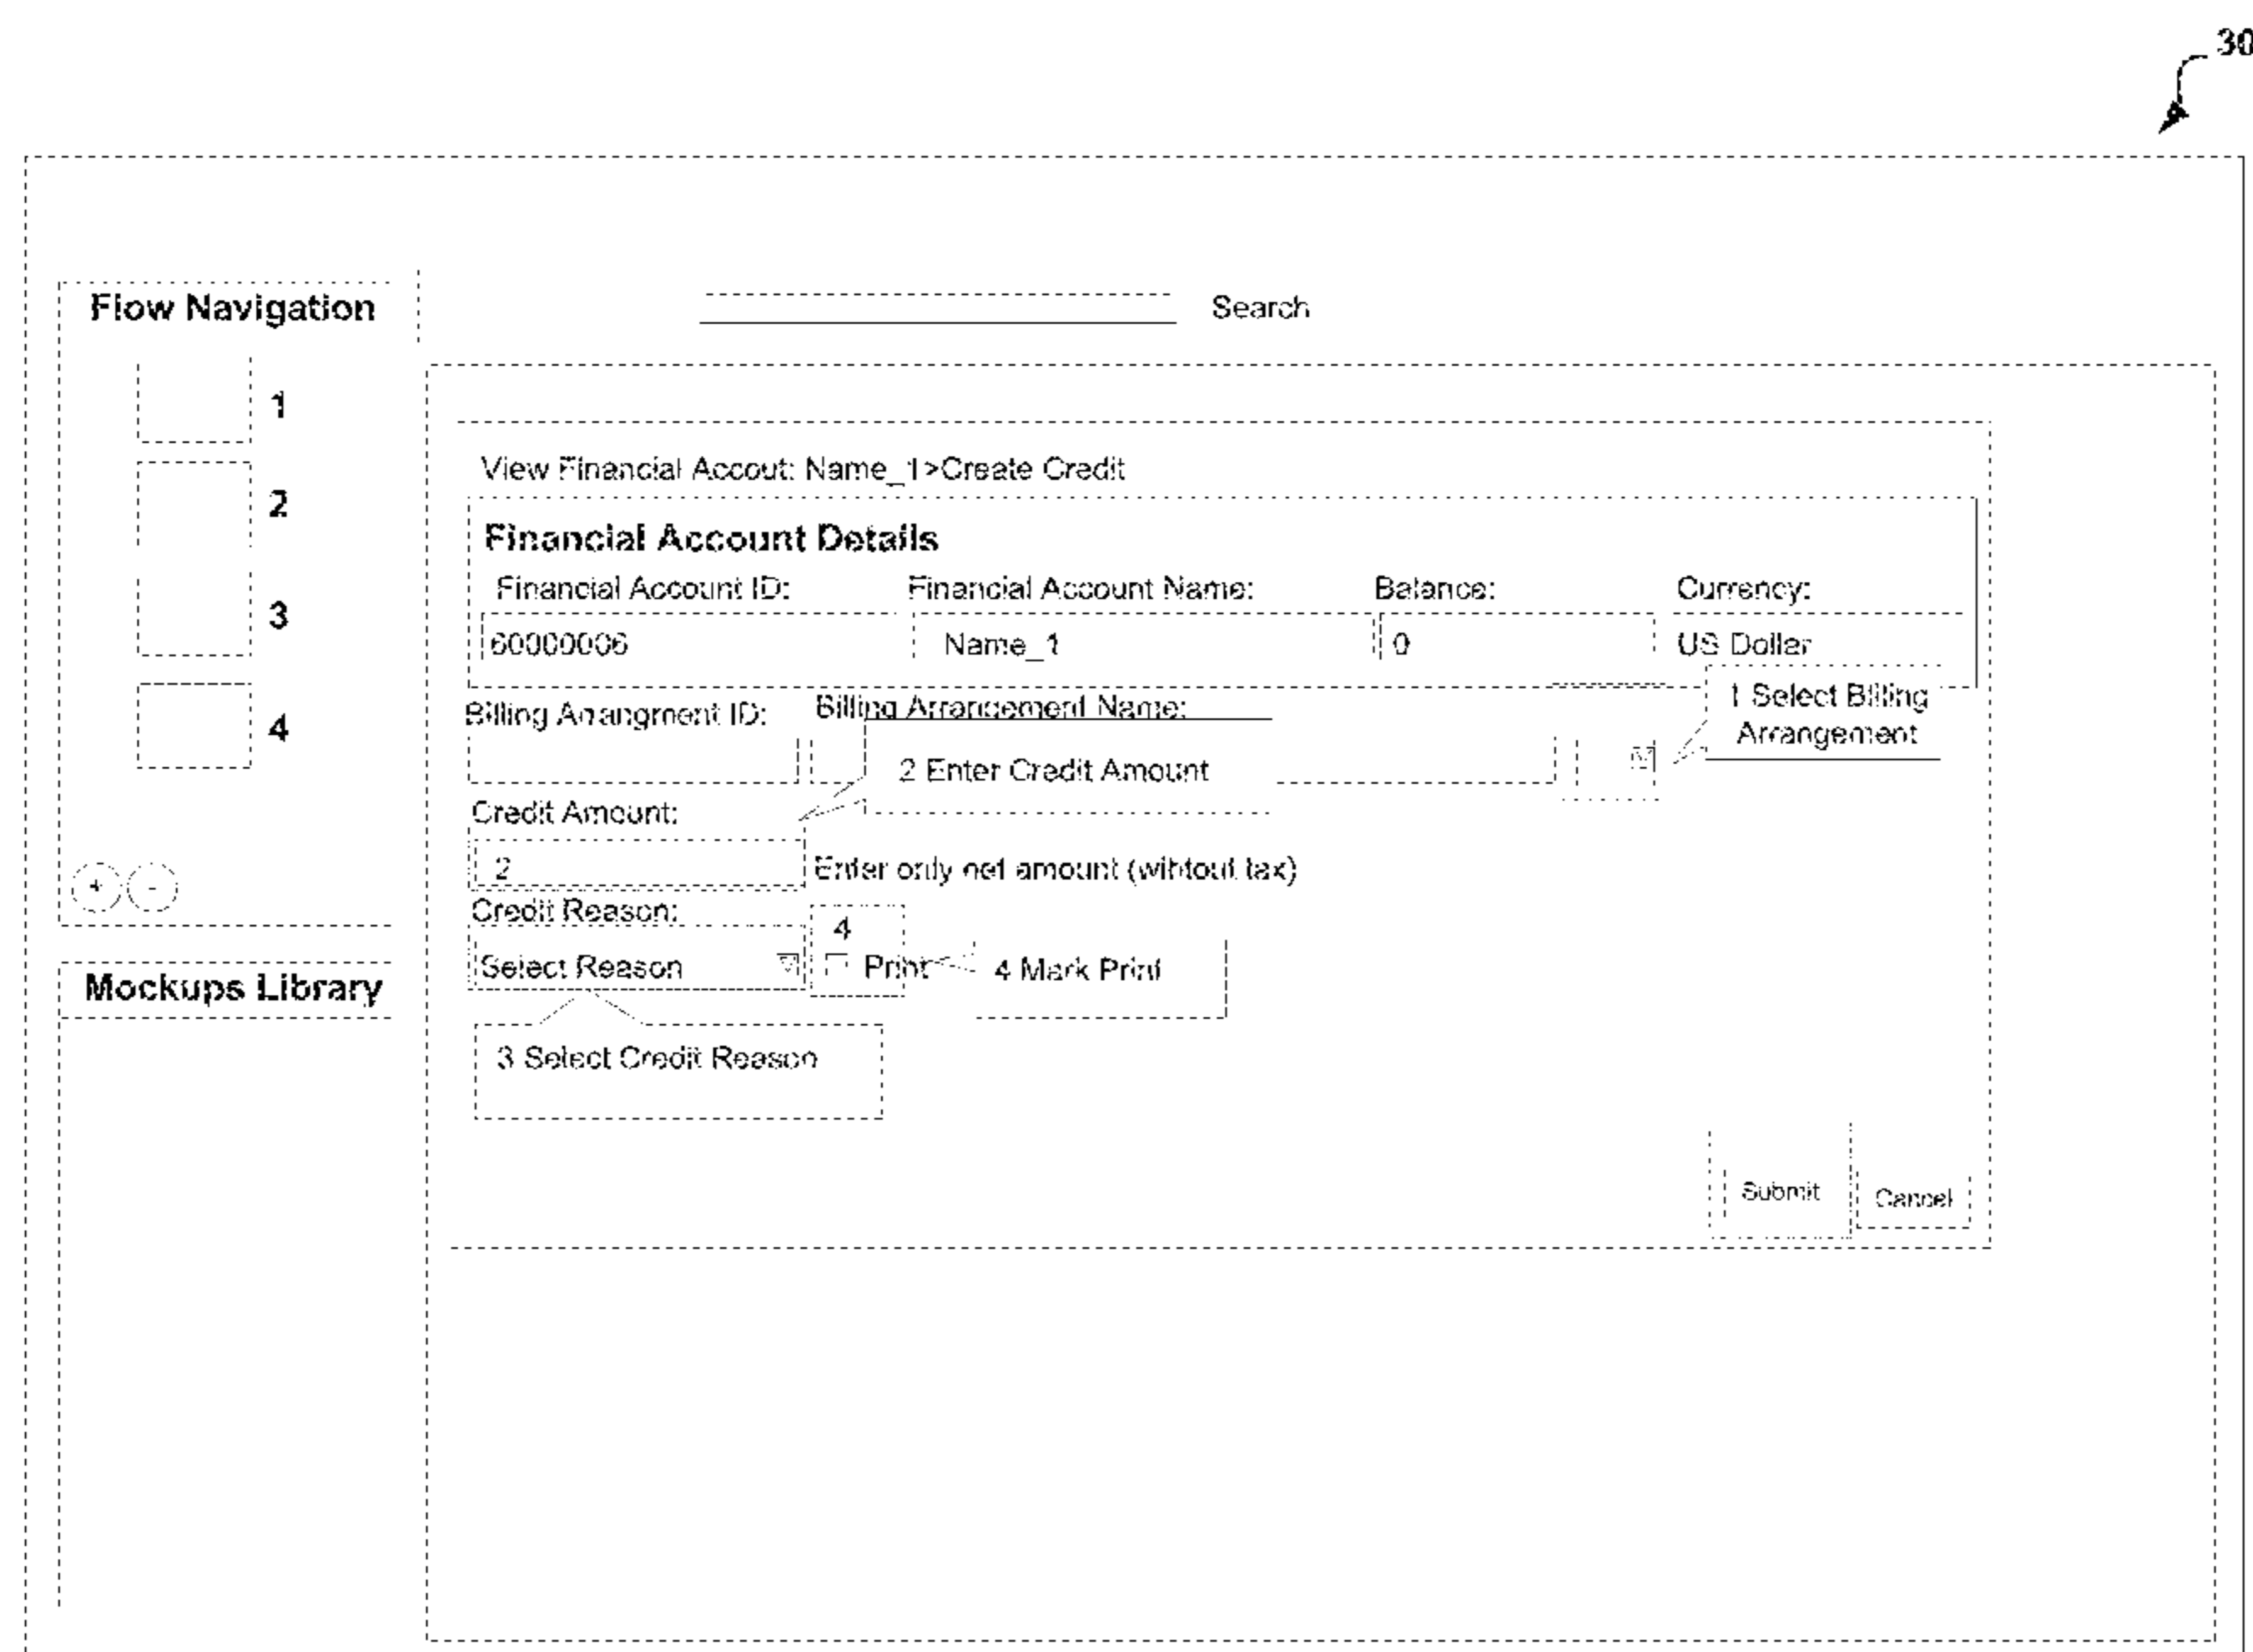 30
Flow Navigation
Search
1
2
3
4
+ -
Mockups Library
View Financial Accout: Name_1>Create Credit
Financial Account Details
Financial Account ID: Financial Account Name: Balance: Currency:
60000006 Name_1 0 US Dollar
1 Select Billing
Arrangement
Billing Arrangment ID: Billing Arrangement Name:
2 Enter Credit Amount
Credit Amount:
2 Enter only net amount (wihtout tax)
Credit Reason:
4
Select Reason Print 4 Mark Print
3 Select Credit Reason
Submit Cancel